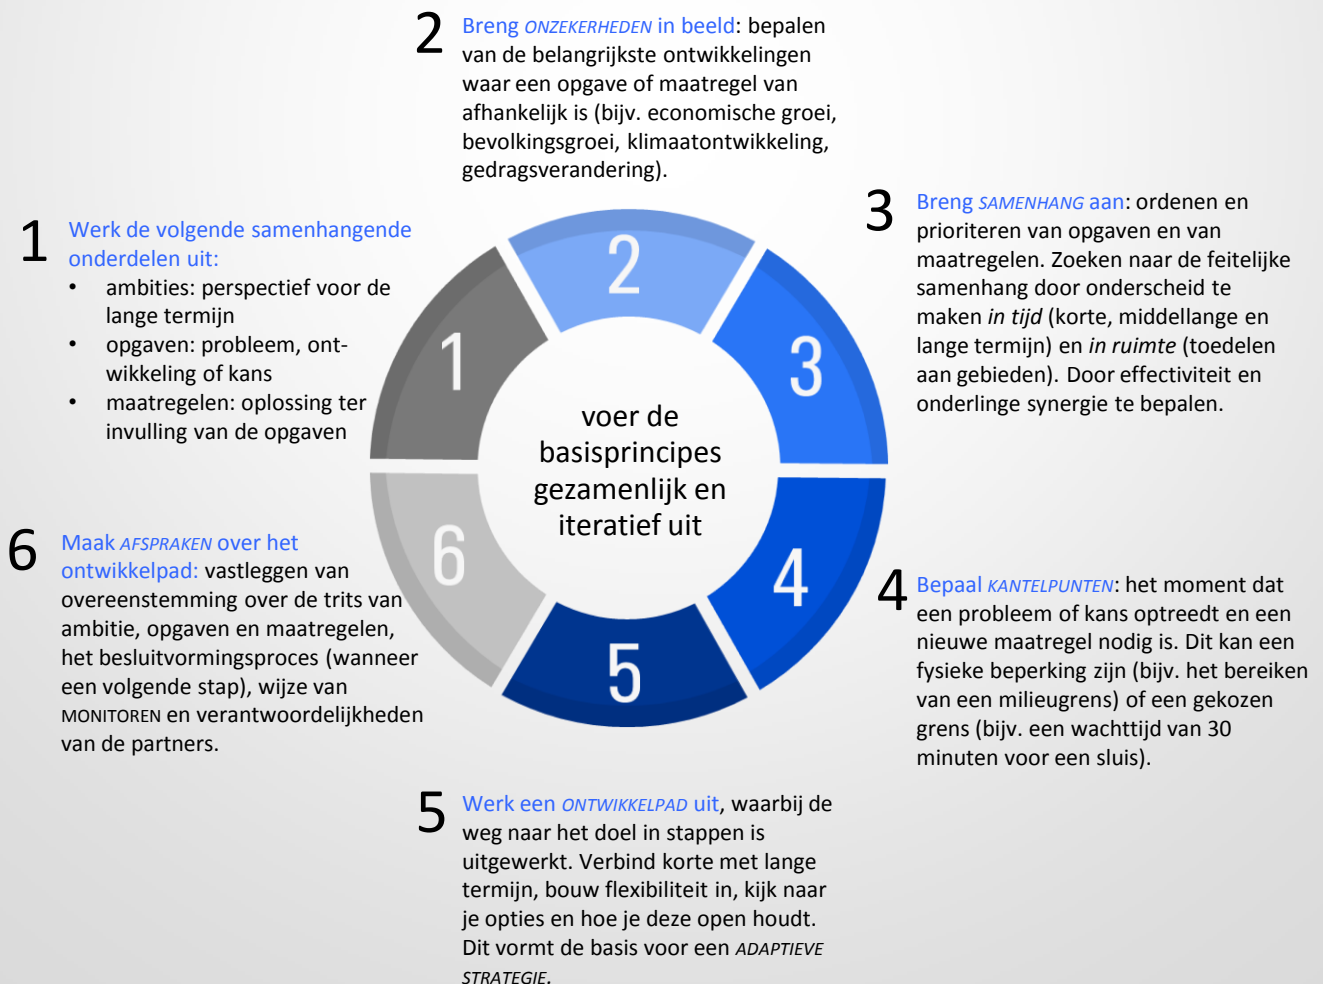 1
Werk de volgende samenhangende
onderdelen uit:
• ambities: perspectief voor de
lange termijn
• opgaven: probleem, ont-
wikkeling of kans
• maatregelen: oplossing ter
invulling van de opgaven
2
Breng ONZEKERHEDEN in beeld: bepalen
van de belangrijkste ontwikkelingen
waar een opgave of maatregel van
afhankelijk is (bijv. economische groei,
bevolkingsgroei, klimaatontwikkeling,
gedragsverandering).
3
Breng SAMENHANG aan: ordenen en
prioriteren van opgaven en van
maatregelen. Zoeken naar de feitelijke
samenhang door onderscheid te
maken in tijd (korte, middellange en
lange termijn) en in ruimte (toedelen
aan gebieden). Door effectiviteit en
onderlinge synergie te bepalen.
4
Bepaal KANTELPUNTEN: het moment dat
een probleem of kans optreedt en een
nieuwe maatregel nodig is. Dit kan een
fysieke beperking zijn (bijv. het bereiken
van een milieugrens) of een gekozen
grens (bijv. een wachttijd van 30
minuten voor een sluis).
5
Werk een ONTWIKKELPAD uit, waarbij de
weg naar het doel in stappen is
uitgewerkt. Verbind korte met lange
termijn, bouw flexibiliteit in, kijk naar
je opties en hoe je deze open houdt.
Dit vormt de basis voor een ADAPTIEVE
STRATEGIE.
6
Maak AFSPRAKEN over het
ontwikkelpad: vastleggen van
overeenstemming over de trits van
ambitie, opgaven en maatregelen,
het besluitvormingsproces (wanneer
een volgende stap), wijze van
MONITOREN en verantwoordelijkheden
van de partners.
1
2
3
4
5
6
voer de
basisprincipes
gezamenlijk en
iteratief uit